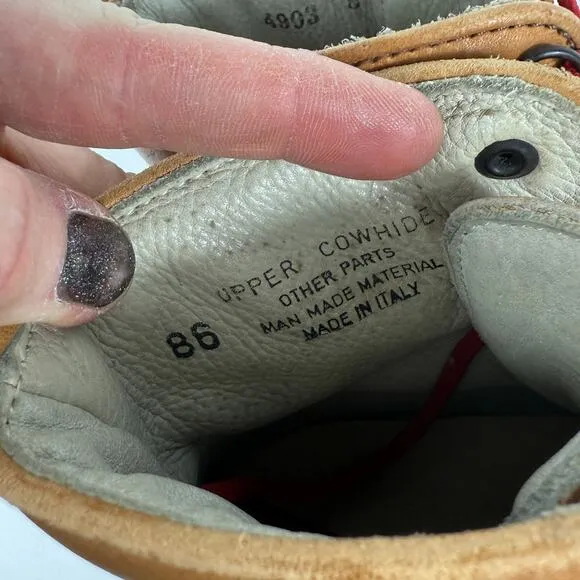 4903
UPPER COWHIDE
OTHER PARTS
MAN MADE MATERIAL
MADE IN ITALY
86